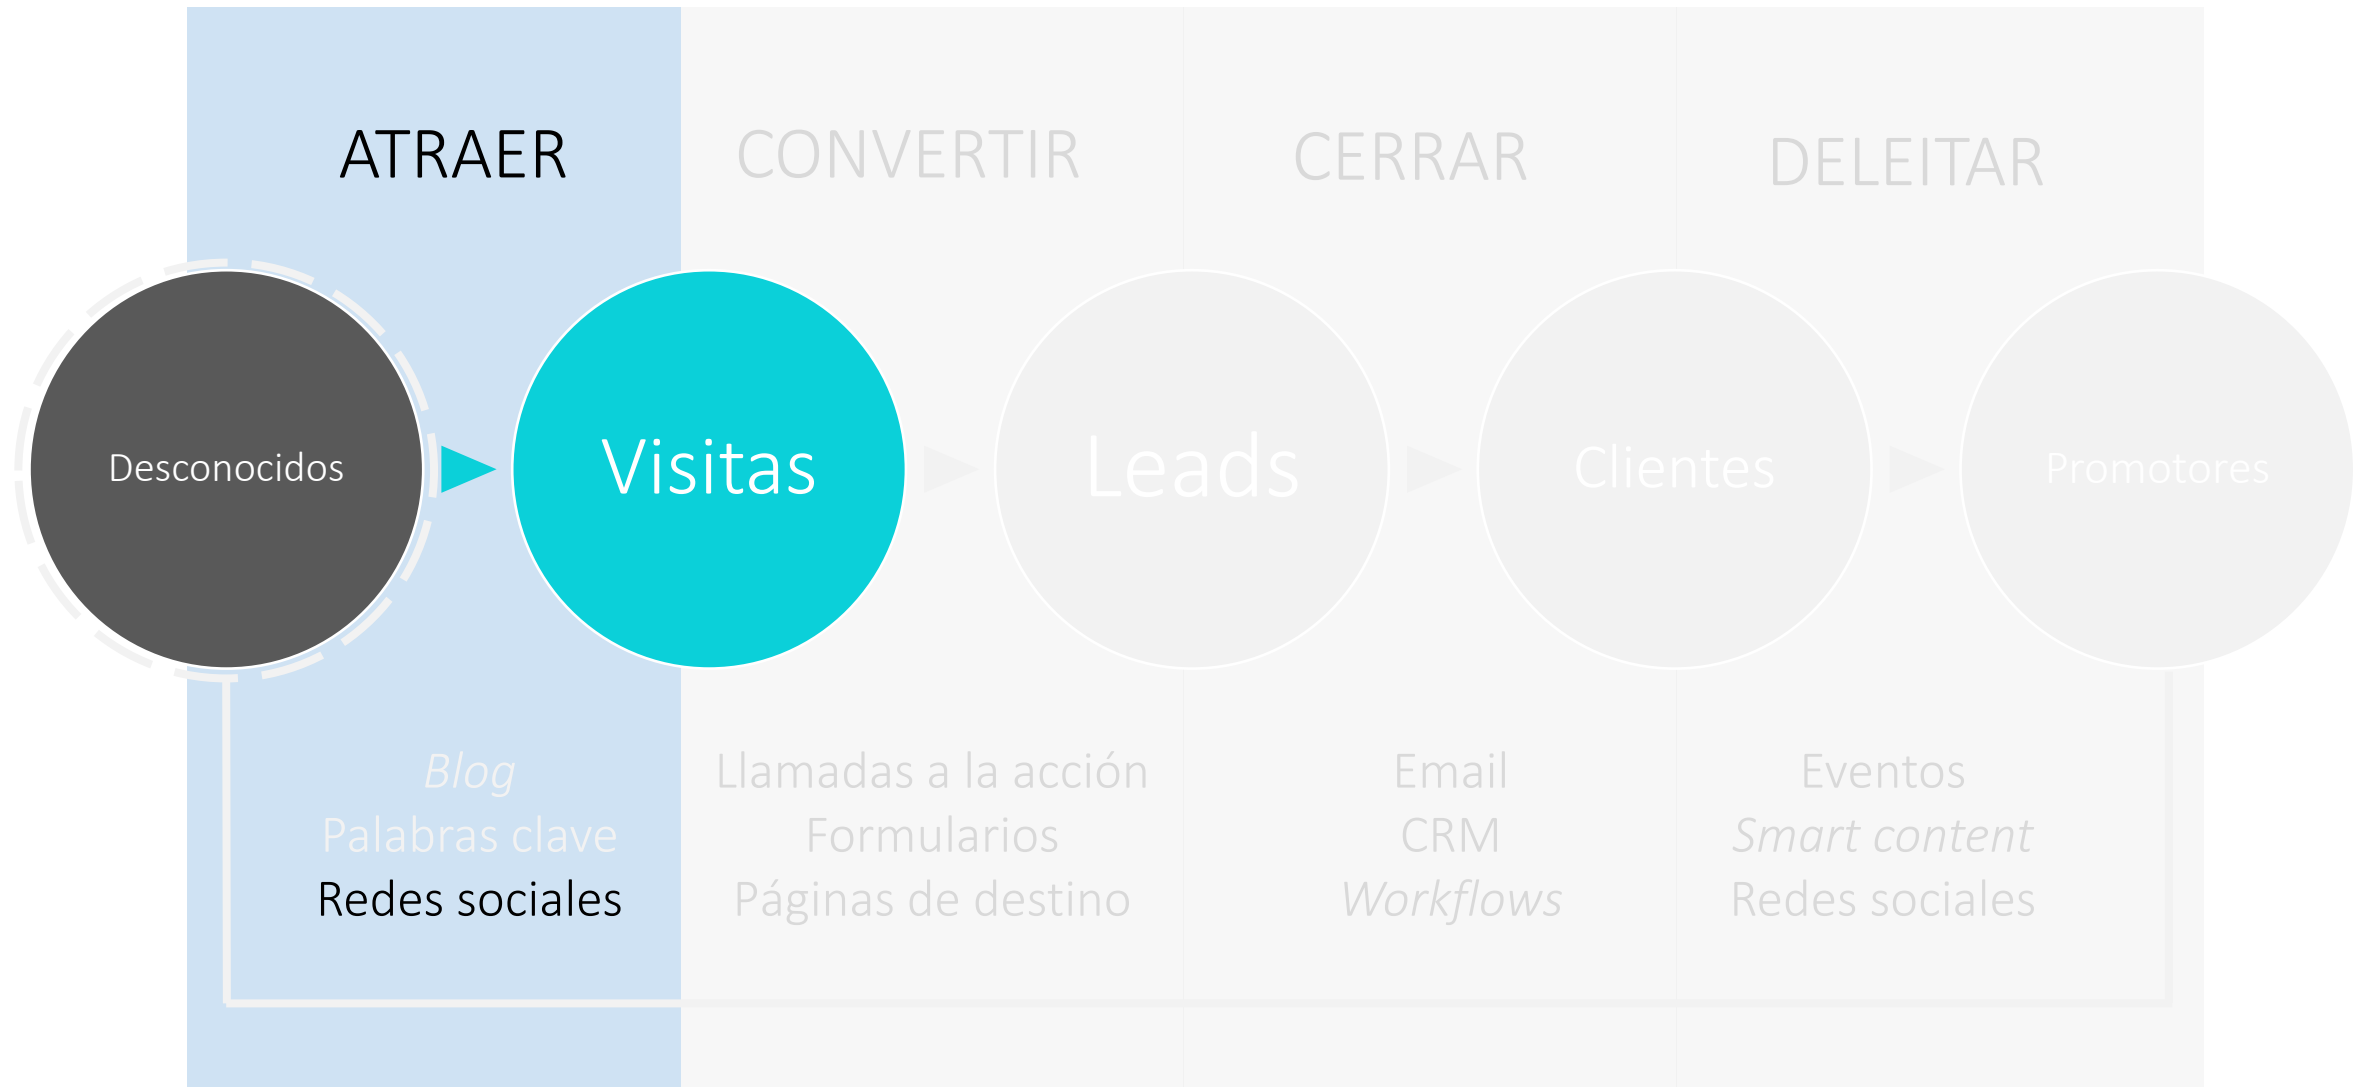 ATRAER
CONVERTIR
CERRAR
DELEITAR
Desconocidos
Visitas
Leads
Clientes
Promotores
Blog
Palabras clave
Redes sociales
Llamadas a la acción
Formularios
Páginas de destino
Email
CRM
Workflows
Eventos
Smart content
Redes sociales